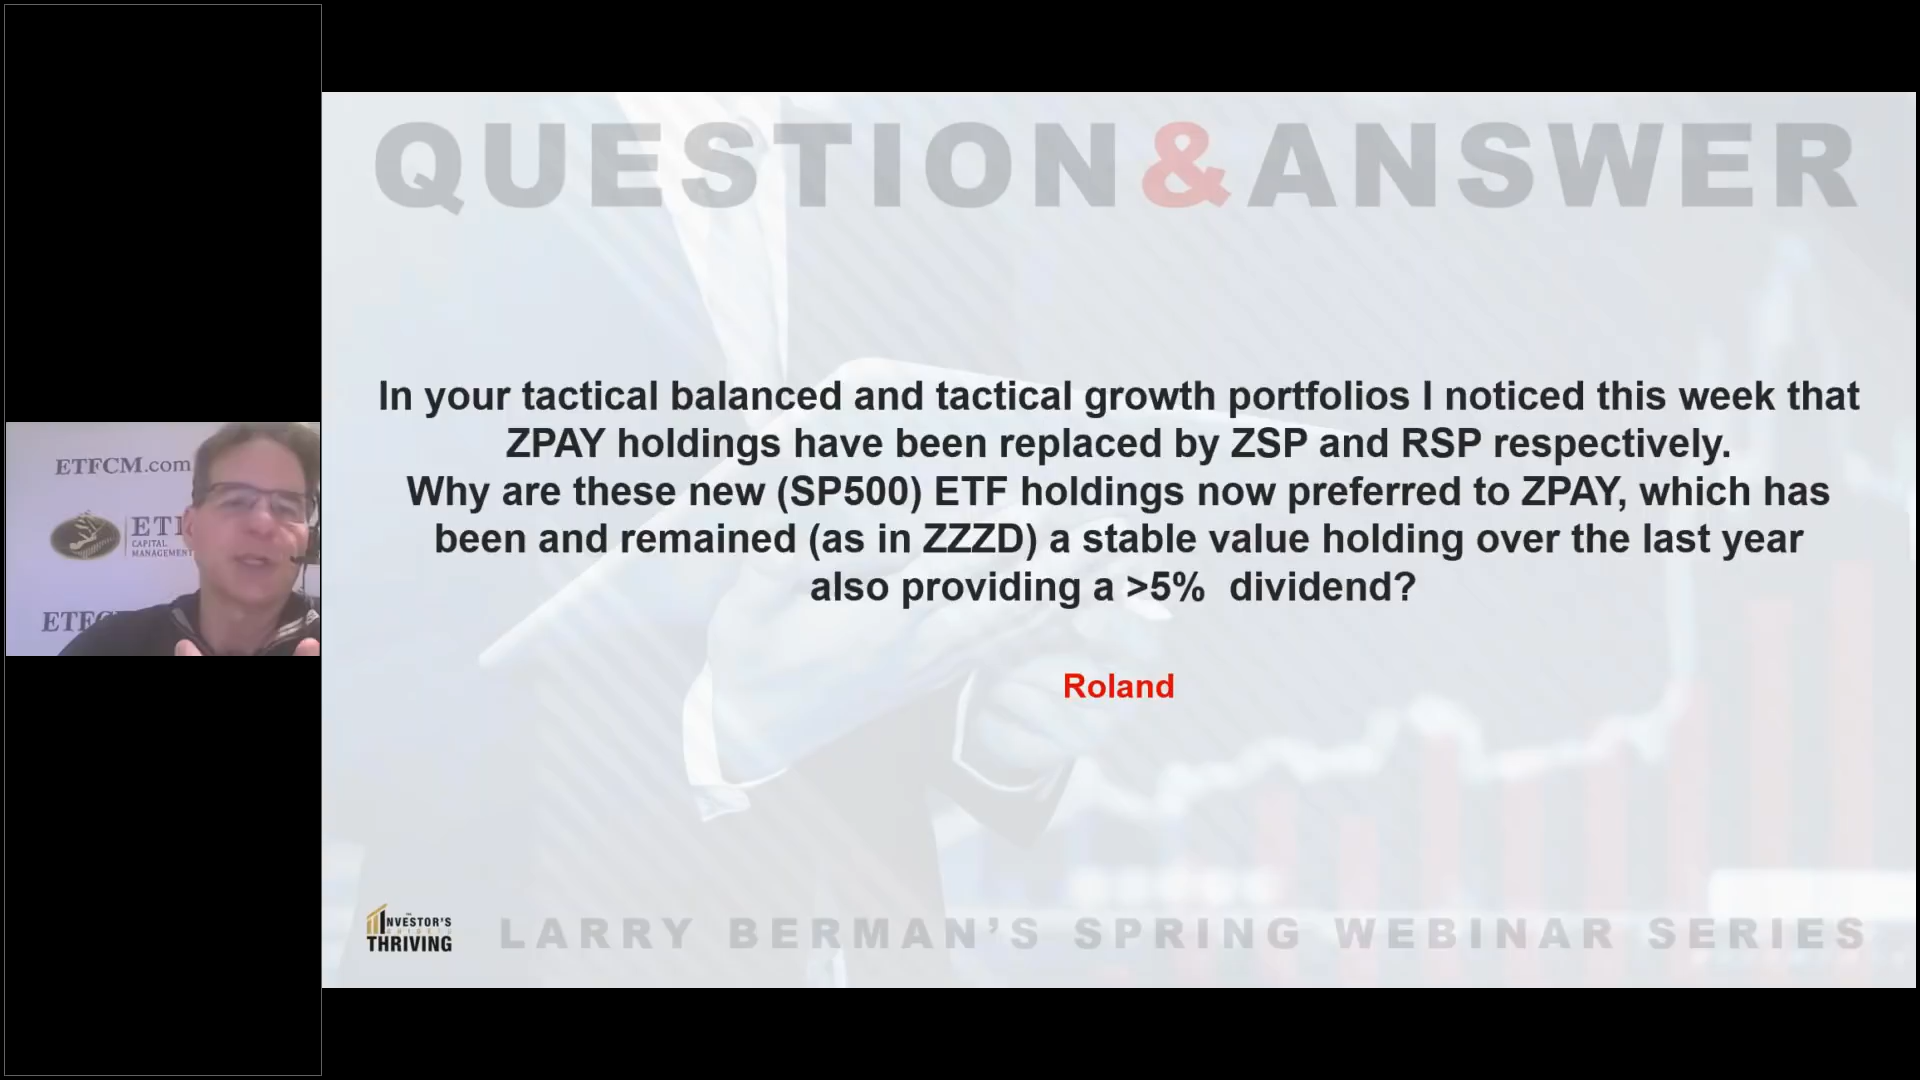 QUESTION&ANSWER
In your tactical balanced and tactical growth portfolios I noticed this week that
ZPAY holdings have been replaced by ZSP and RSP respectively.
Why are these new (SP500) ETF holdings now preferred to ZPAY, which has
been and remained (as in ZZZD) a stable value holding over the last year
also providing a >5% dividend?
Roland
ETFCM.com
CAPITAL
MANAGEMENT
INVESTOR'S
THRIVING
LARRY BERMAN'S SPRING WEBINAR SERIES